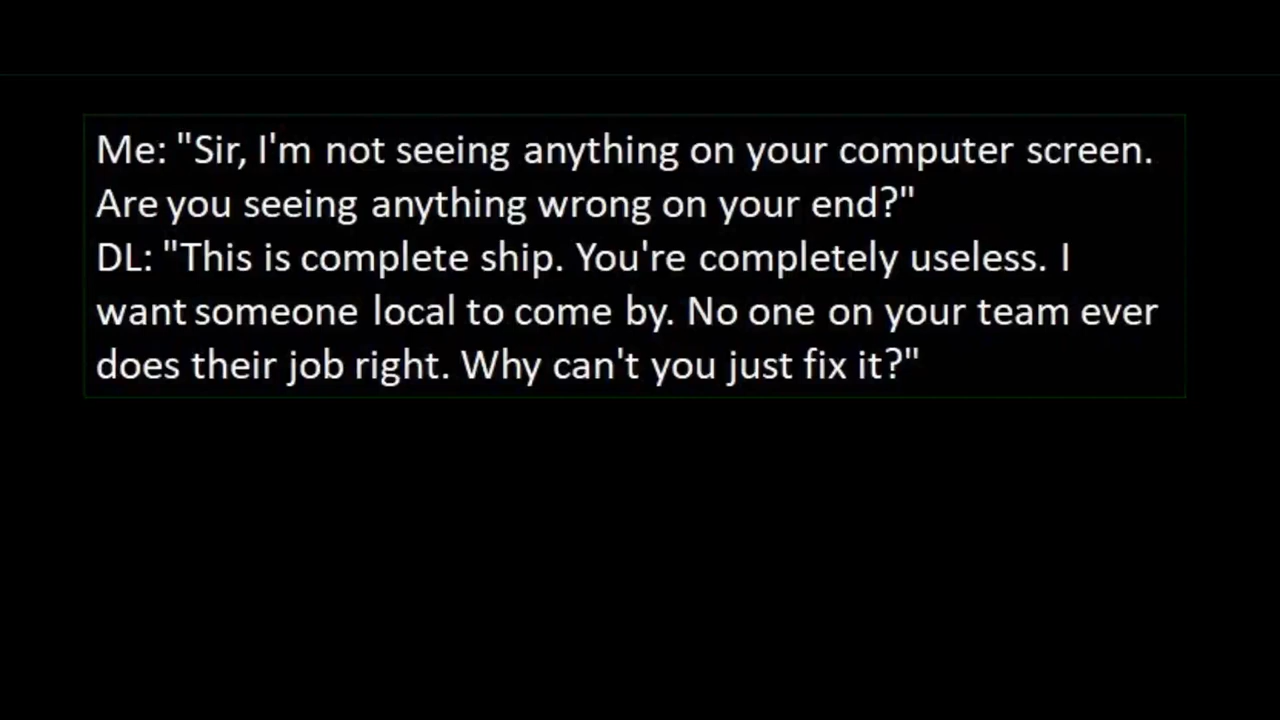 Me: "Sir, I'm not seeing anything on your computer screen.
Are you seeing anything wrong on your end?"
DL: "This is complete ship. You're completely useless. I
want someone local to come by. No one on your team ever
does their job right. Why can't you just fix it?"